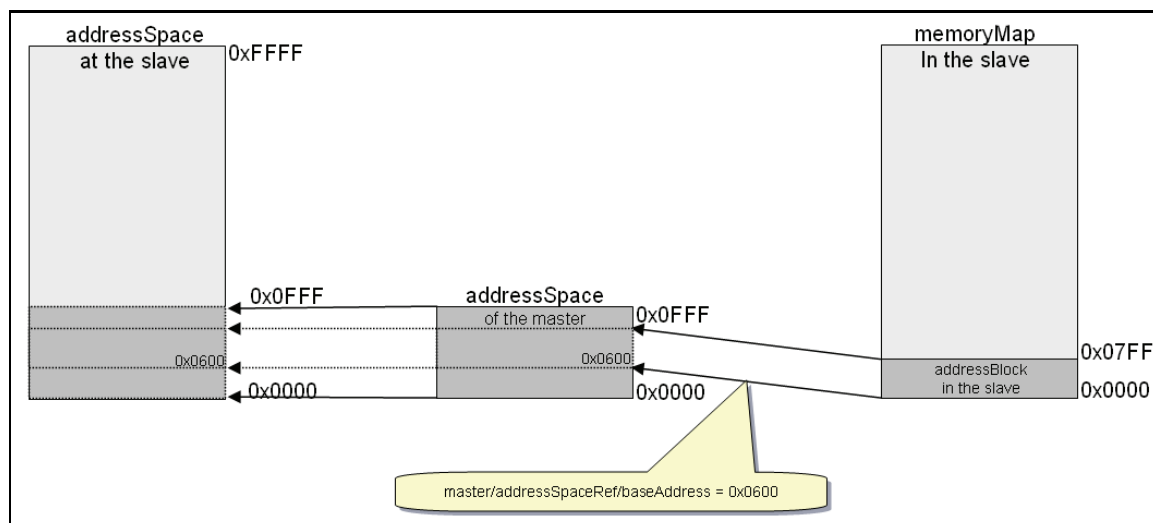 addressSpace
at the slave
0xFFFF
memoryMap
In the slave
0x0FFF
addressSpace
of the master
0x0FFF
0x07FF
0x0600
0x0600
addressBlock
in the slave
0x0000
0x0000
0x0000
master/addressSpaceRef/baseAddress = 0x0600